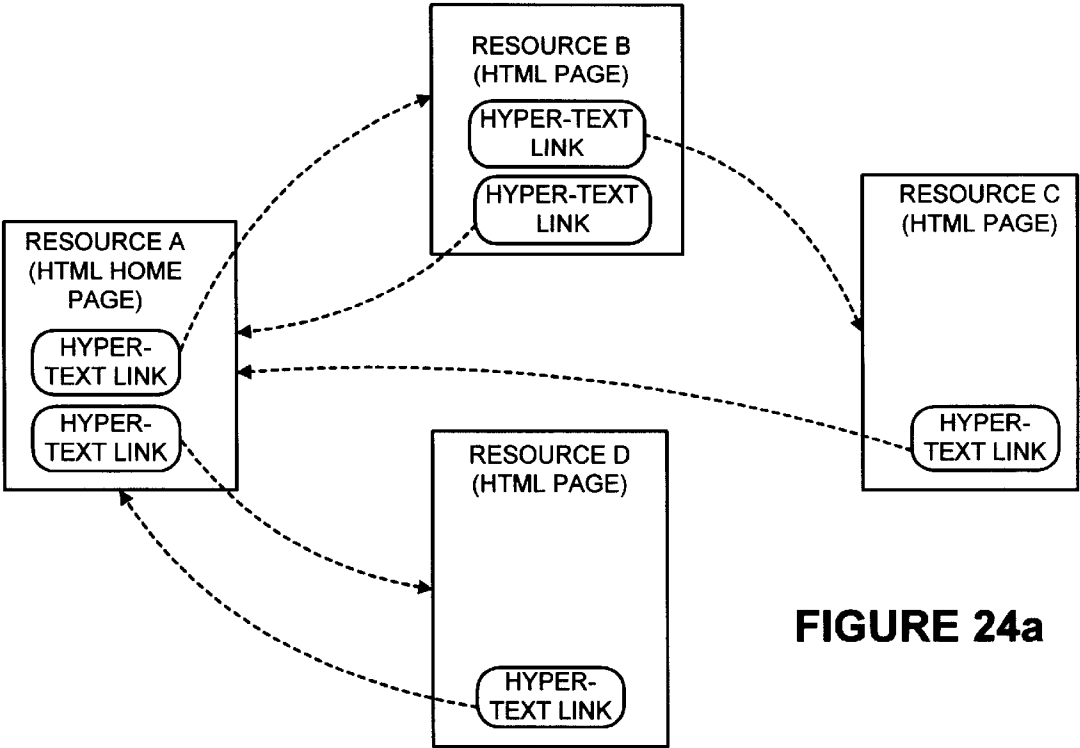 RESOURCE B
(HTML PAGE)
HYPER-TEXT
LINK
HYPER-TEXT
LINK
RESOURCE C
(HTML PAGE)
HYPER-
TEXT LINK
RESOURCE A
(HTML HOME
PAGE)
HYPER-
TEXT LINK
HYPER-
TEXT LINK
RESOURCE D
(HTML PAGE)
HYPER-
TEXT LINK
FIGURE 24a